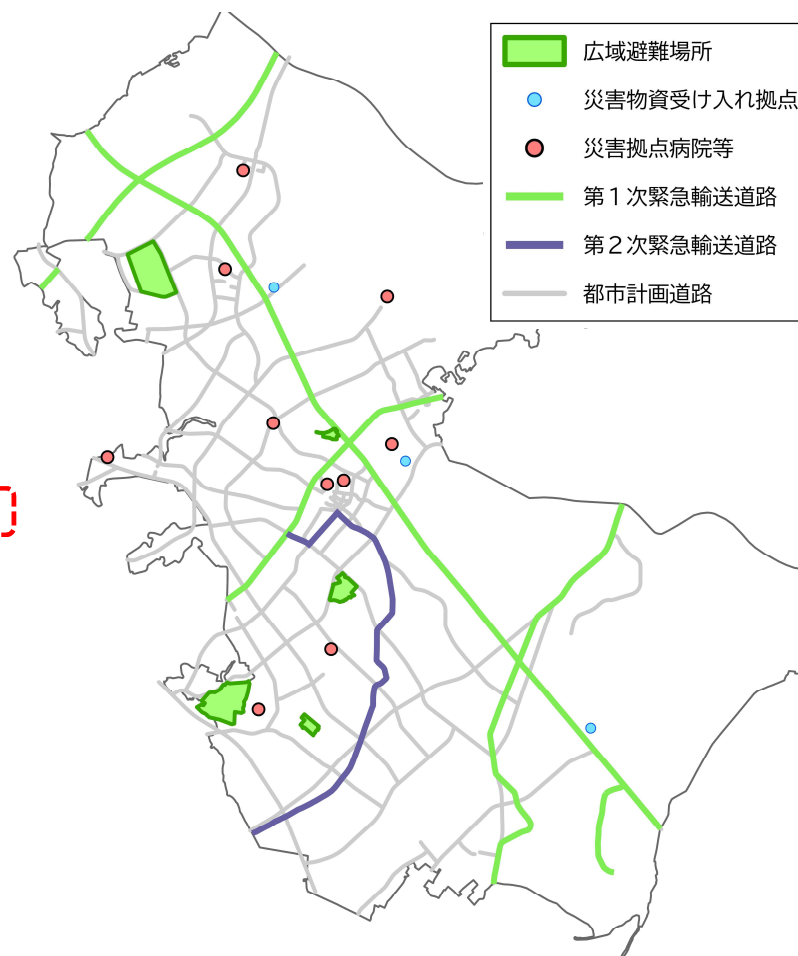 広域避難場所
災害物資受け入れ拠点
災害拠点病院等
第１次緊急輸送道路
第２次緊急輸送道路
都市計画道路